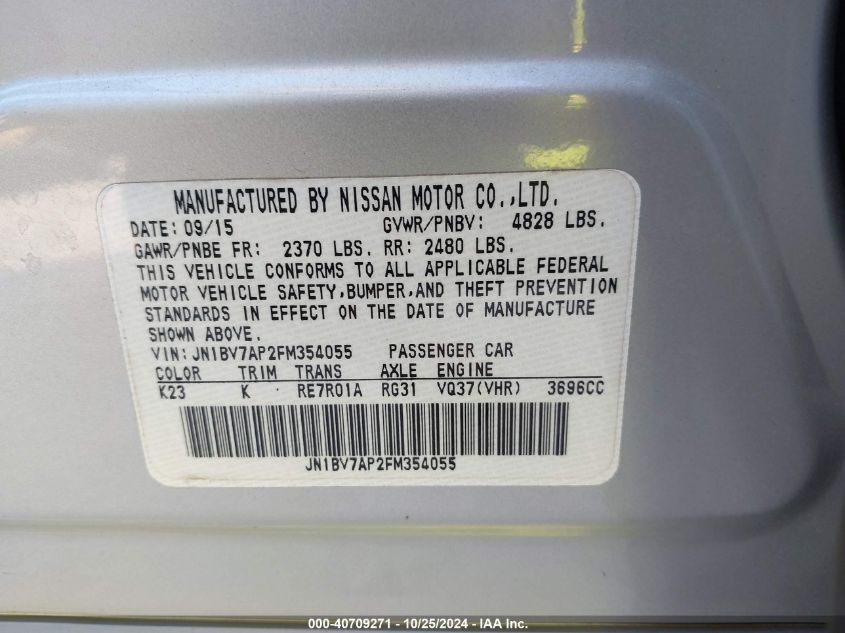 MANUFACTURED BY NISSAN MOTOR CO.,LTD.
DATE: 09/15 GVWR/PNBV: 4828 LBS.
GAWR/PNBE FR: 2370 LBS. RR: 2480 LBS.
THIS VEHICLE CONFORMS TO ALL APPLICABLE FEDERAL
MOTOR VEHICLE SAFETY,BUMPER,AND THEFT PREVENTION
STANDARDS IN EFFECT ON THE DATE OF MANUFACTURE
SHOWN ABOVE.
VIN: JN1BV7AP2FM354055 PASSENGER CAR
COLOR TRIM TRANS AXLE ENGINE
K23 K RE7R01A RG31 VQ37(VHR) 3696CC
JN1BV7AP2FM354055
000-40709271 - 10/25/2024 - IAA Inc.